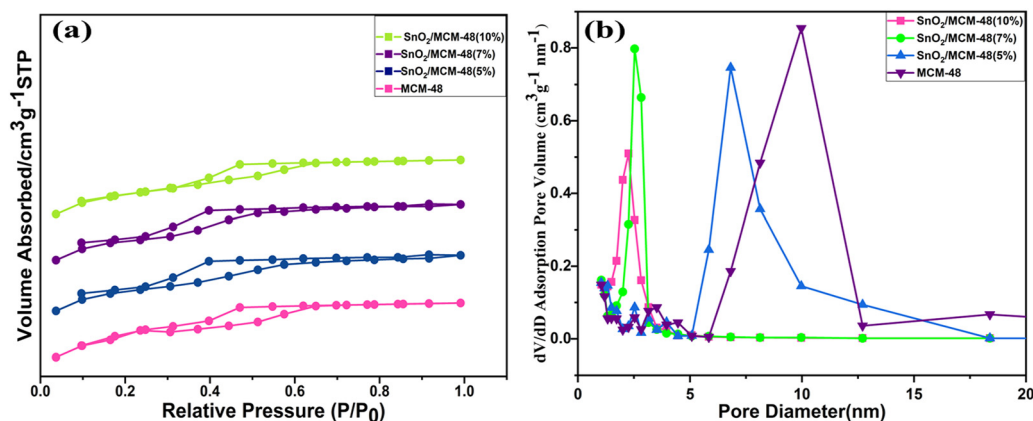 (a)
SnO2/MCM-48(10%)
SnO2/MCM-48(7%)
SnO2/MCM-48(5%)
MCM-48
Volume Absorbed/cm3g-1STP
0.0 0.2 0.4 0.6 0.8 1.0
Relative Pressure (P/P0)
(b)
SnO2/MCM-48(10%)
SnO2/MCM-48(7%)
SnO2/MCM-48(5%)
MCM-48
dV/dD Adsorption Pore Volume (cm3g-1 nm-1)
0.8
0.6
0.4
0.2
0.0
0 5 10 15 20
Pore Diameter(nm)